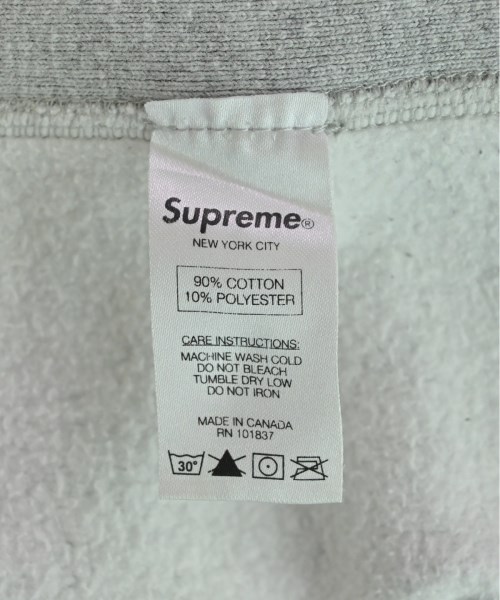 Supreme®
NEW YORK CITY
90% COTTON
10% POLYESTER
CARE INSTRUCTIONS:
MACHINE WASH COLD
DO NOT BLEACH
TUMBLE DRY LOW
DO NOT IRON
MADE IN CANADA
RN 101837
30°